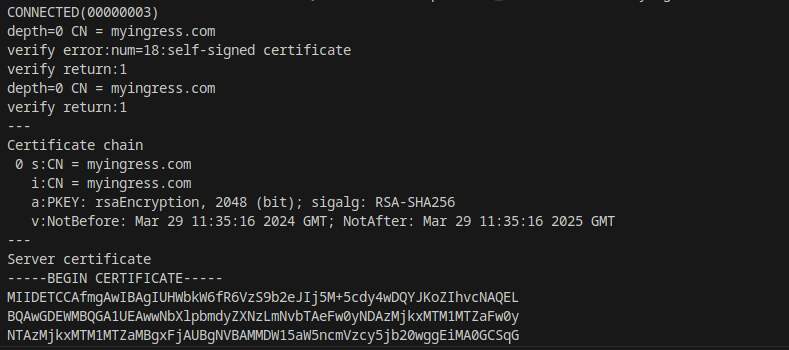 CONNECTED(00000003)
depth=0 CN = myingress.com
verify error:num=18:self-signed certificate
verify return:1
depth=0 CN = myingress.com
verify return:1
---
Certificate chain
 0 s:CN = myingress.com
   i:CN = myingress.com
   a:PKEY: rsaEncryption, 2048 (bit); sigalg: RSA-SHA256
   v:NotBefore: Mar 29 11:35:16 2024 GMT; NotAfter: Mar 29 11:35:16 2025 GMT
---
Server certificate
-----BEGIN CERTIFICATE-----
MIIDETCCAfmgAwIBAgIUHWbkW6fR6VzS9b2eJIj5M+5cdy4wDQYJKoZIhvcNAQEL
BQAwGDEWMBQGA1UEAwwNbXlpbmdyZXNzLmNvbTAeFw0yNDAzMjkxMTM1MTZaFw0y
NTAzMjkxMTM1MTZaMBgxFjAUBgNVBAMMDW15aW5ncmVzcy5jb20wggEiMA0GCSqG